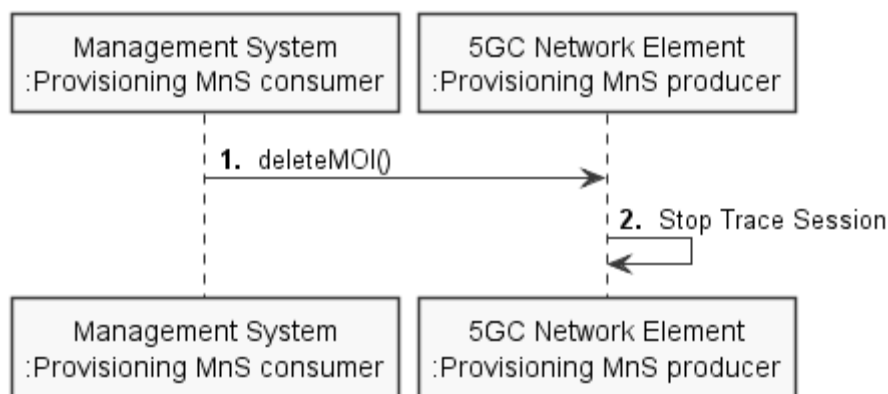 Management System
:Provisioning MnS consumer
5GC Network Element
:Provisioning MnS producer
1. deleteMOI()
2. Stop Trace Session
Management System
:Provisioning MnS consumer
5GC Network Element
:Provisioning MnS producer